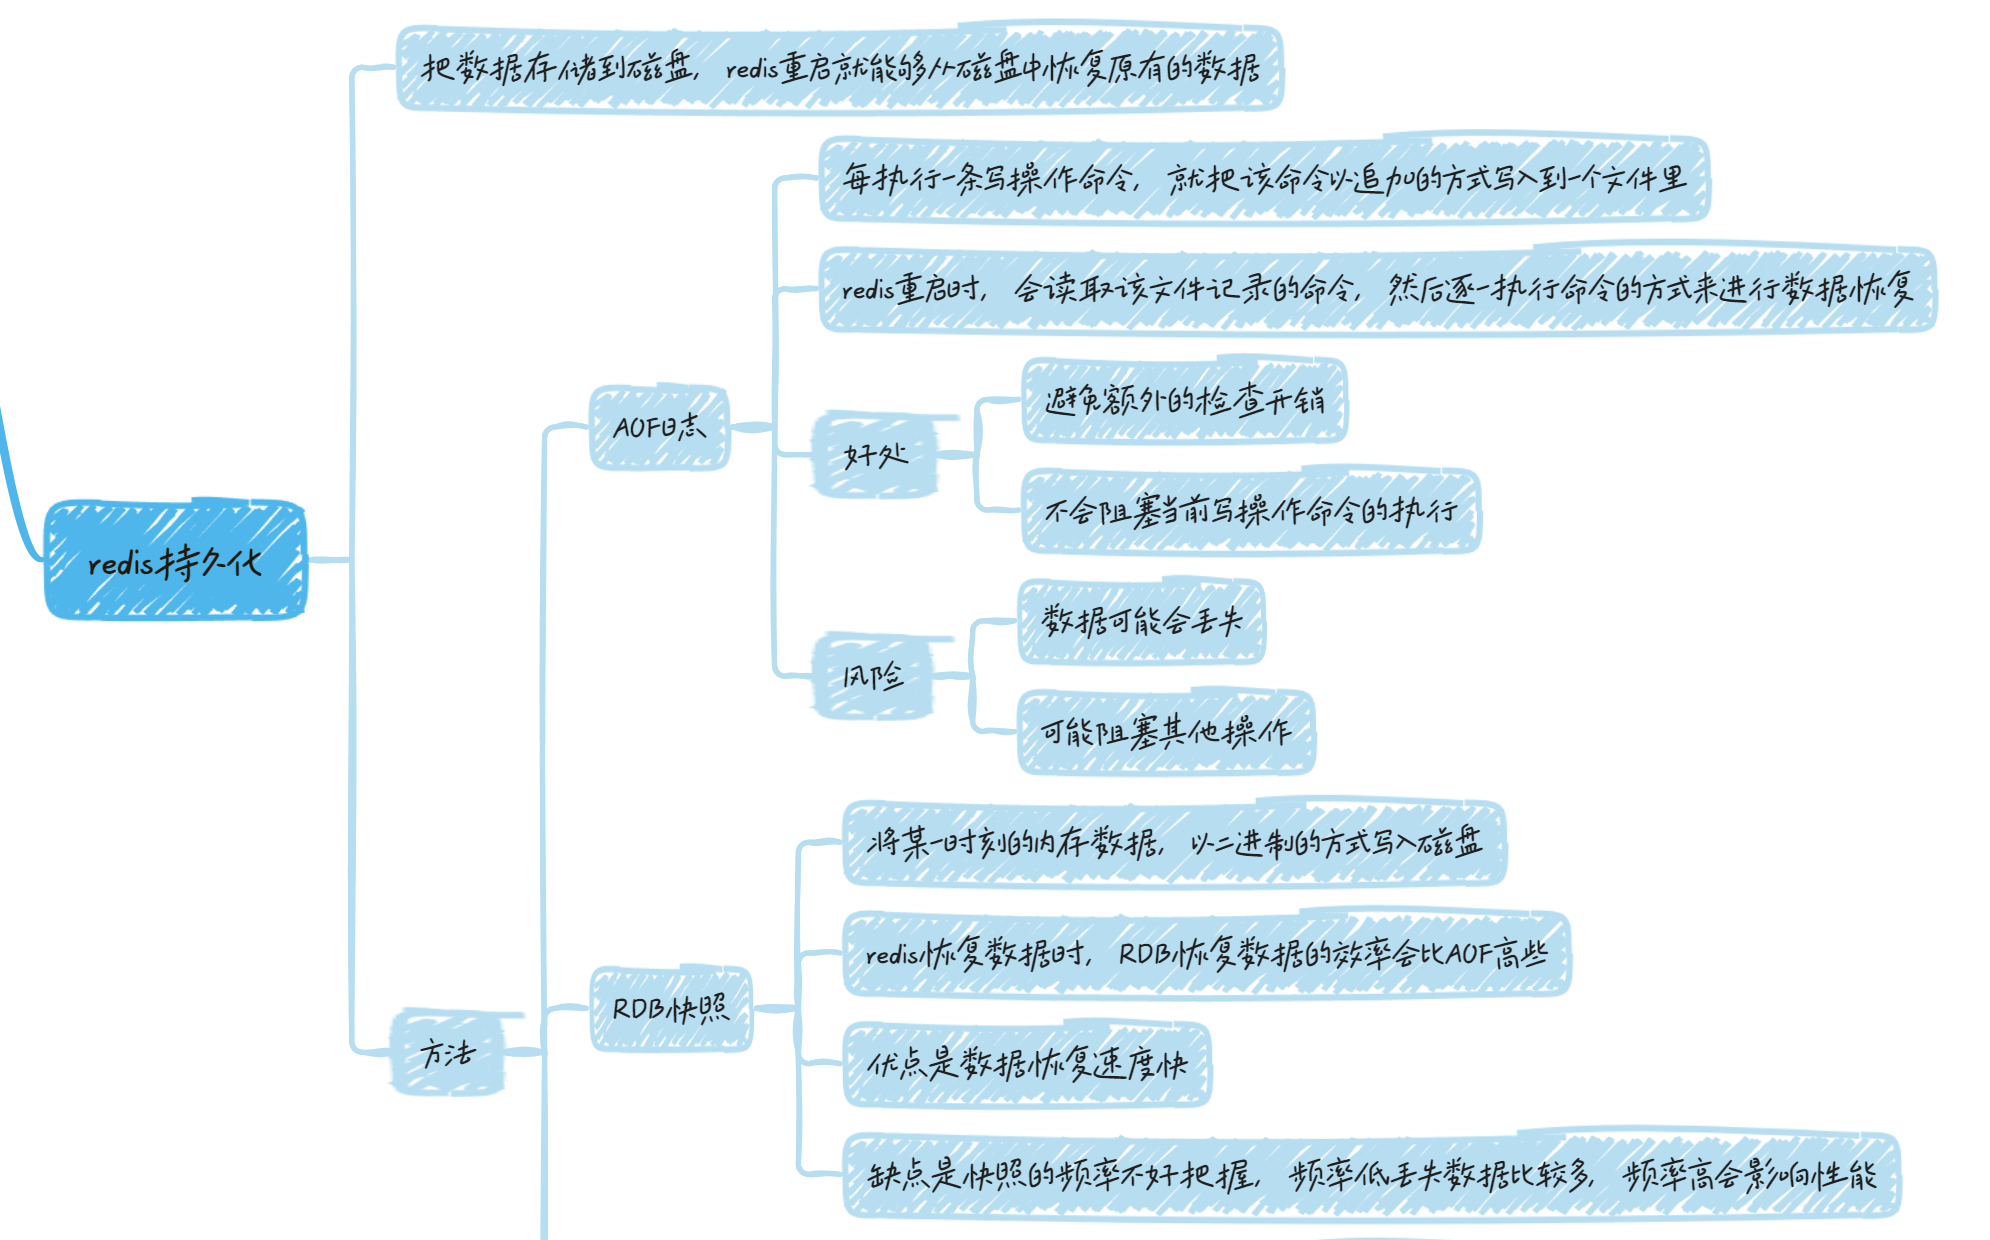 把数据存储到磁盘，redis重启就能够从磁盘中恢复原有的数据
每执行一条写操作命令，就把该命令以追加的方式写入到一个文件里
redis重启时，会读取该文件记录的命令，然后逐一执行命令的方式来进行数据恢复
避免额外的检查开销
AOF日志
好处
不会阻塞当前写操作命令的执行
redis持久化
数据可能会丢失
风险
可能阻塞其他操作
将某一时刻的内存数据，以二进制的方式写入磁盘
redis恢复数据时，RDB恢复数据的效率会比AOF高些
RDB快照
方法
优点是数据恢复速度快
缺点是快照的频率不好把握，频率低丢失数据比较多，频率高会影响性能